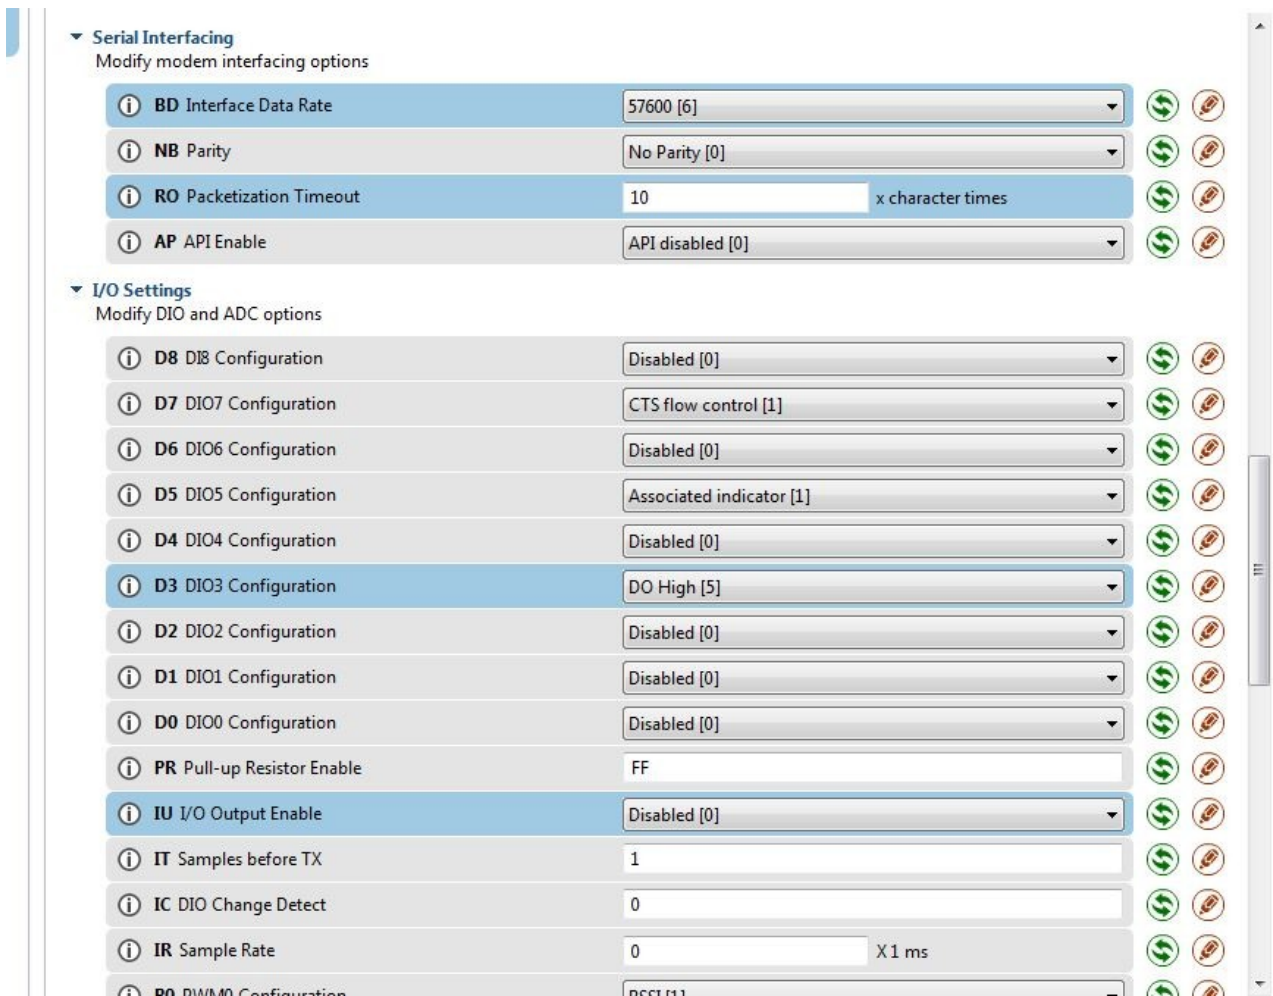 Serial Interfacing
Modify modem interfacing options
BD Interface Data Rate 57600 [6]
NB Parity No Parity [0]
RO Packetization Timeout 10 x character times
AP API Enable API disabled [0]
I/O Settings
Modify DIO and ADC options
D8 DI8 Configuration Disabled [0]
D7 DIO7 Configuration CTS flow control [1]
D6 DIO6 Configuration Disabled [0]
D5 DIO5 Configuration Associated indicator [1]
D4 DIO4 Configuration Disabled [0]
D3 DIO3 Configuration DO High [5]
D2 DIO2 Configuration Disabled [0]
D1 DIO1 Configuration Disabled [0]
D0 DIO0 Configuration Disabled [0]
PR Pull-up Resistor Enable FF
IU I/O Output Enable Disabled [0]
IT Samples before TX 1
IC DIO Change Detect 0
IR Sample Rate 0 X 1 ms
P0 PWM0 Configuration RSSI [1]